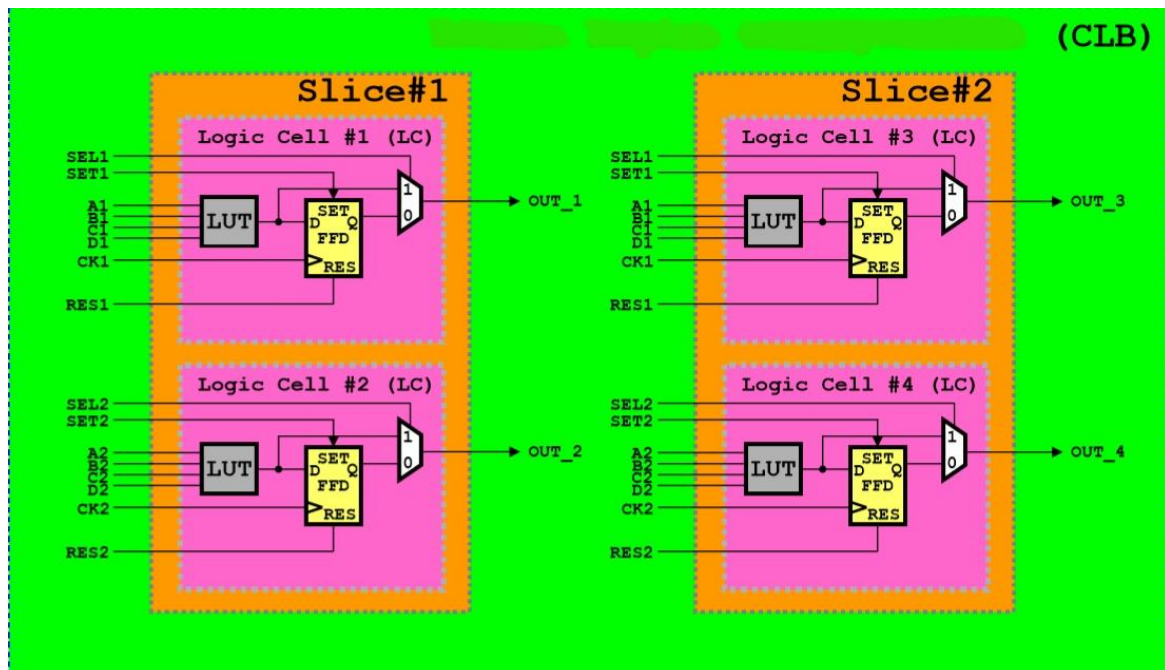 (CLB)
Slice#1
Logic Cell #1 (LC)
SEL1
SET1
A1
B1
C1
D1
CK1
RES1
LUT
SET
D Q
FFD
RES
1
0
OUT_1
Logic Cell #2 (LC)
SEL2
SET2
A2
B2
C2
D2
CK2
RES2
LUT
SET
D Q
FFD
RES
1
0
OUT_2
Slice#2
Logic Cell #3 (LC)
SEL1
SET1
A1
B1
C1
D1
CK1
RES1
LUT
SET
D Q
FFD
RES
1
0
OUT_3
Logic Cell #4 (LC)
SEL2
SET2
A2
B2
C2
D2
CK2
RES2
LUT
SET
D Q
FFD
RES
1
0
OUT_4